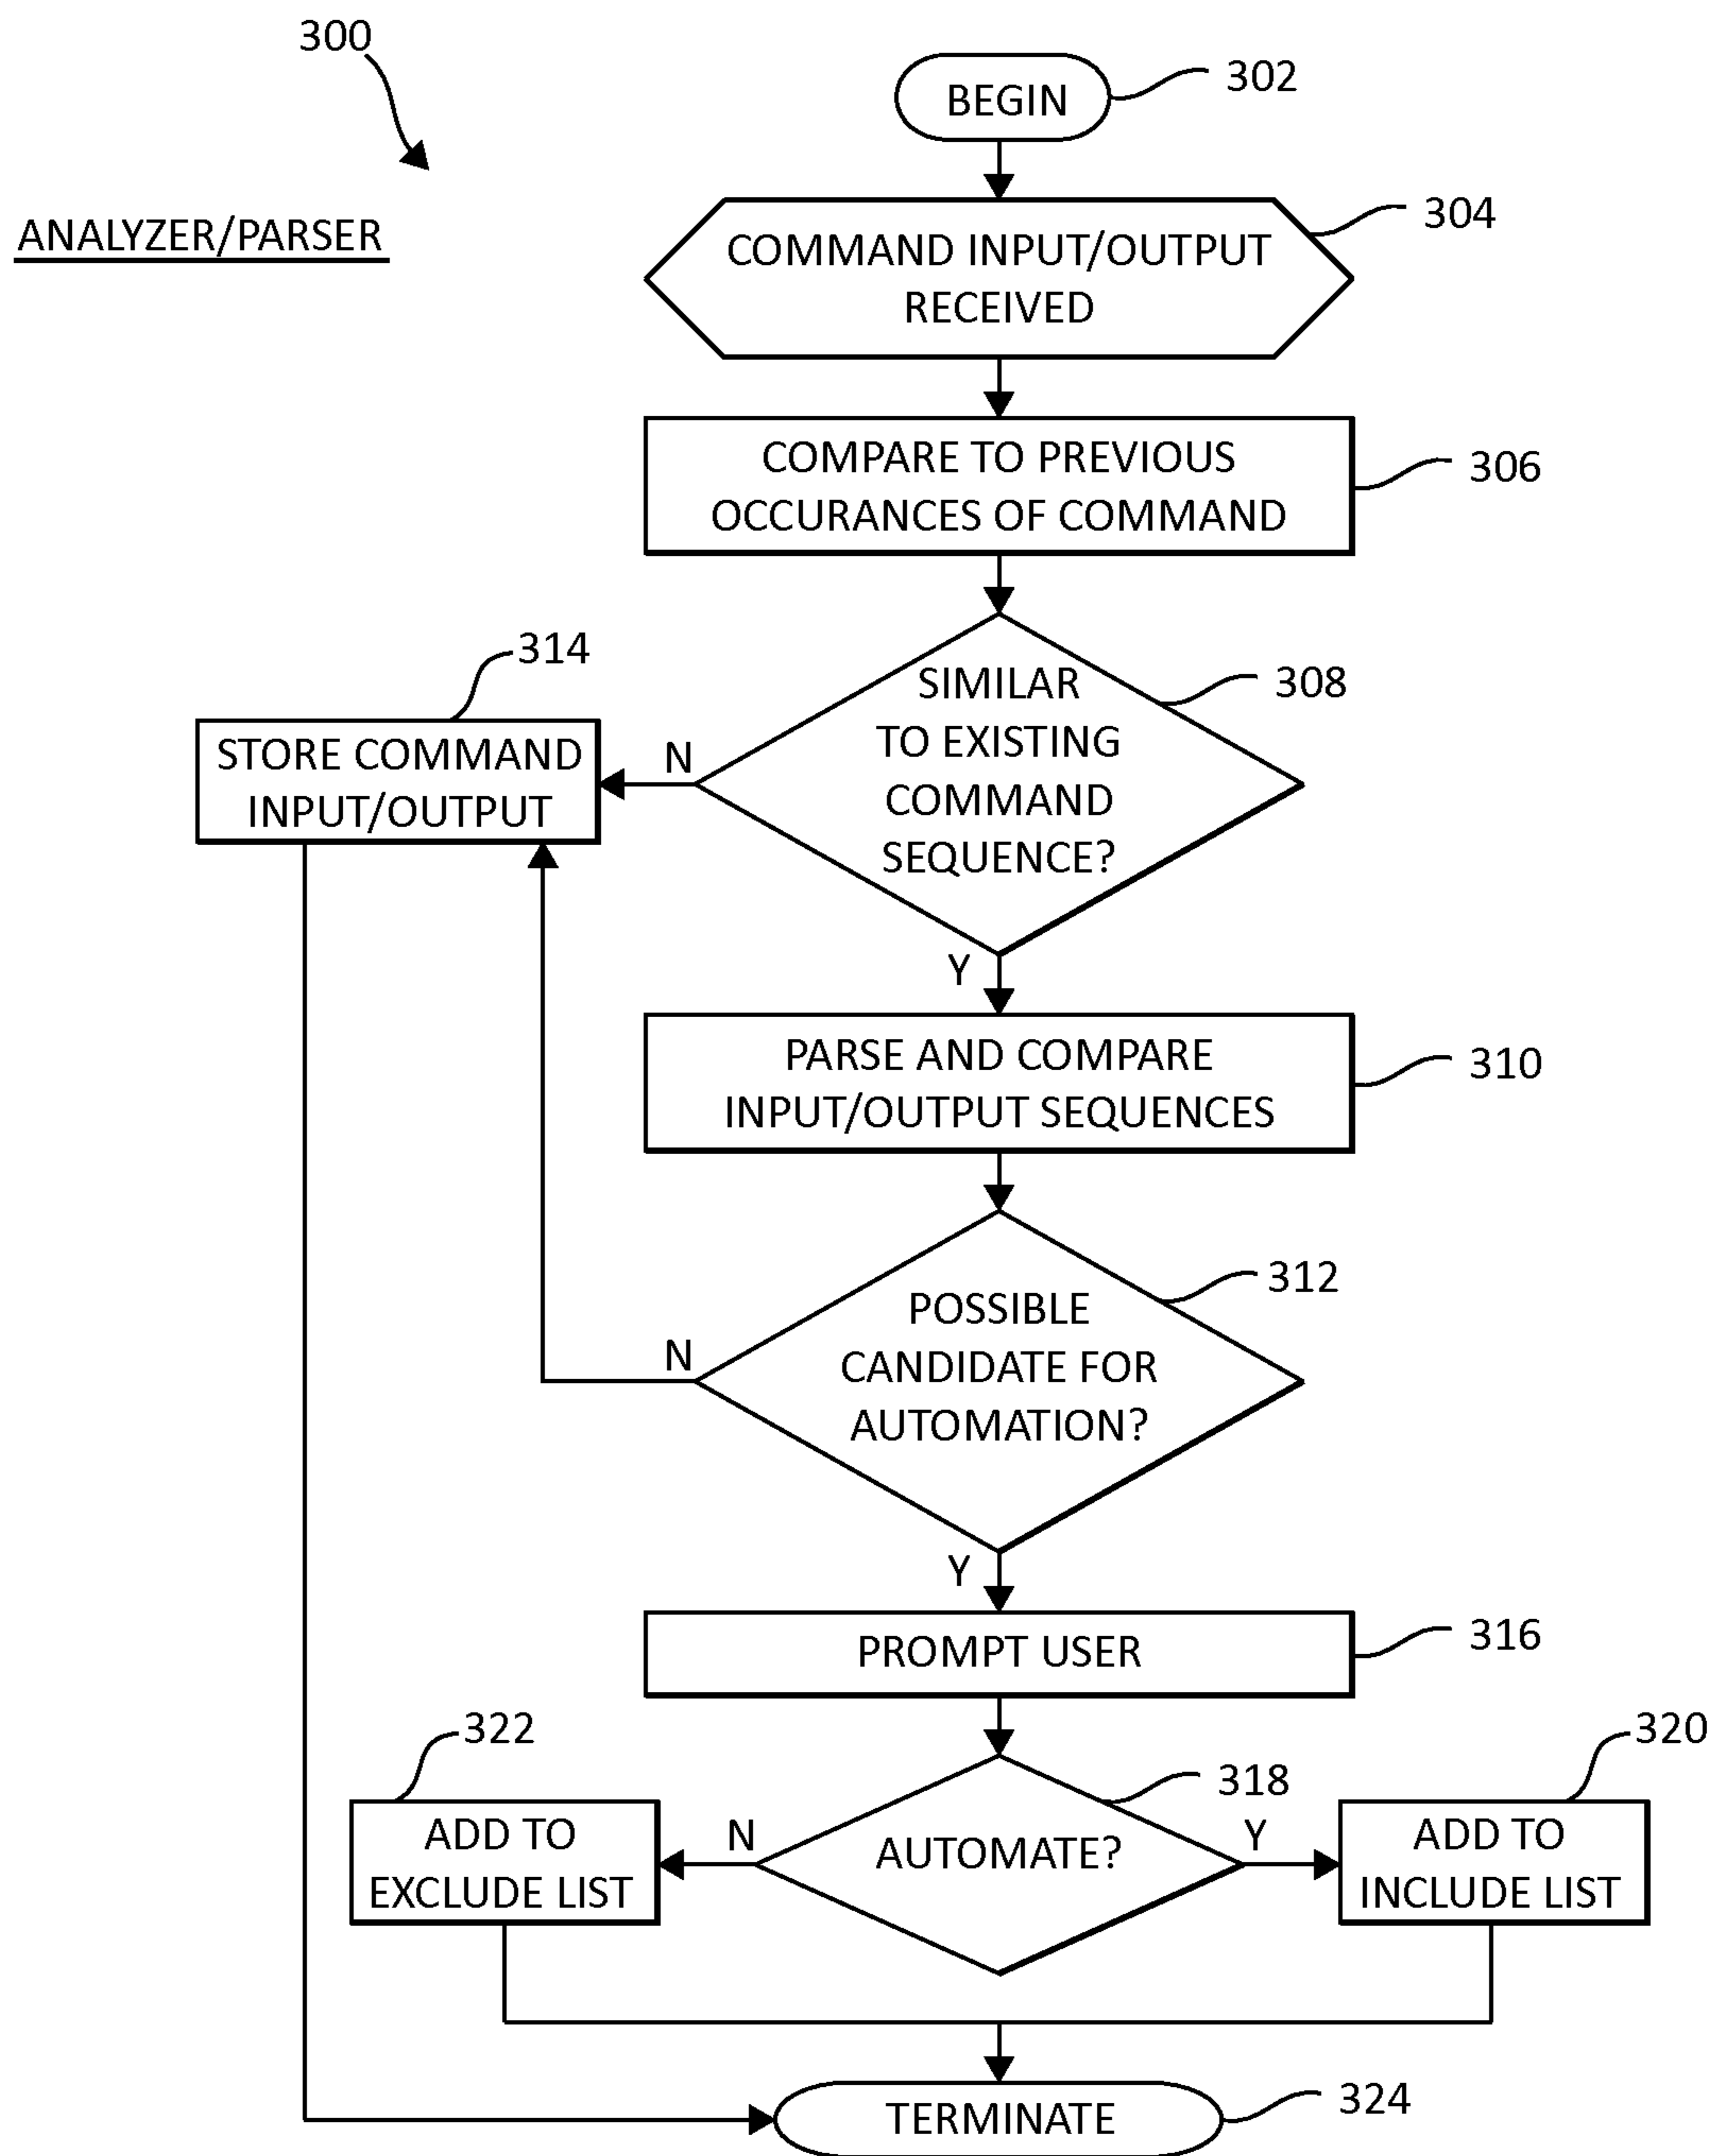 300
BEGIN
302
ANALYZER/PARSER
COMMAND INPUT/OUTPUT
RECEIVED
304
COMPARE TO PREVIOUS
OCCURANCES OF COMMAND
306
314
SIMILAR
TO EXISTING
COMMAND
SEQUENCE?
308
STORE COMMAND
INPUT/OUTPUT
N
Y
PARSE AND COMPARE
INPUT/OUTPUT SEQUENCES
310
POSSIBLE
CANDIDATE FOR
AUTOMATION?
312
N
Y
PROMPT USER
316
322
318
320
ADD TO
EXCLUDE LIST
N
AUTOMATE?
Y
ADD TO
INCLUDE LIST
TERMINATE
324